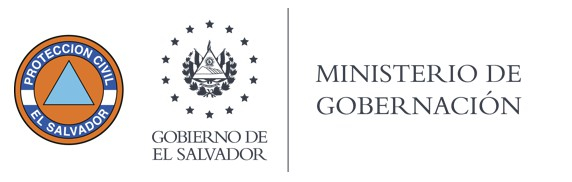 PROTECCION CIVIL
EL SALVADOR
GOBIERNO DE
EL SALVADOR
MINISTERIO DE
GOBERNACIÓN